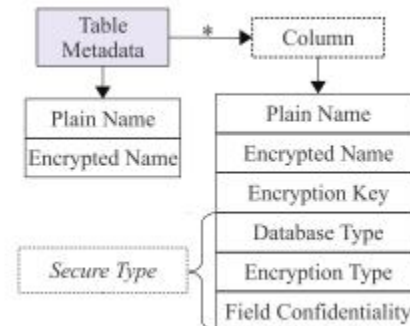 Table
Metadata
*
Column
Plain Name
Encrypted Name
Plain Name
Encrypted Name
Encryption Key
Database Type
Encryption Type
Field Confidentiality
Secure Type